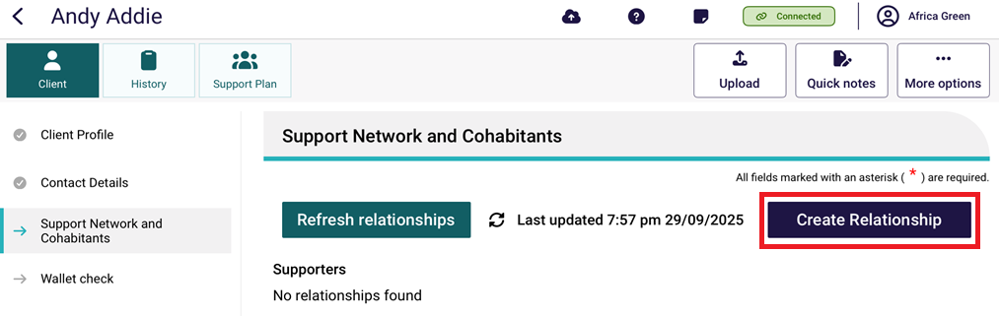 Andy Addie
Connected
Africa Green
Client
History
Support Plan
Upload
Quick notes
More options
Client Profile
Contact Details
Support Network and
Cohabitants
Wallet check
Support Network and Cohabitants
All fields marked with an asterisk ( * ) are required.
Refresh relationships
Last updated 7:57 pm 29/09/2025
Create Relationship
Supporters
No relationships found